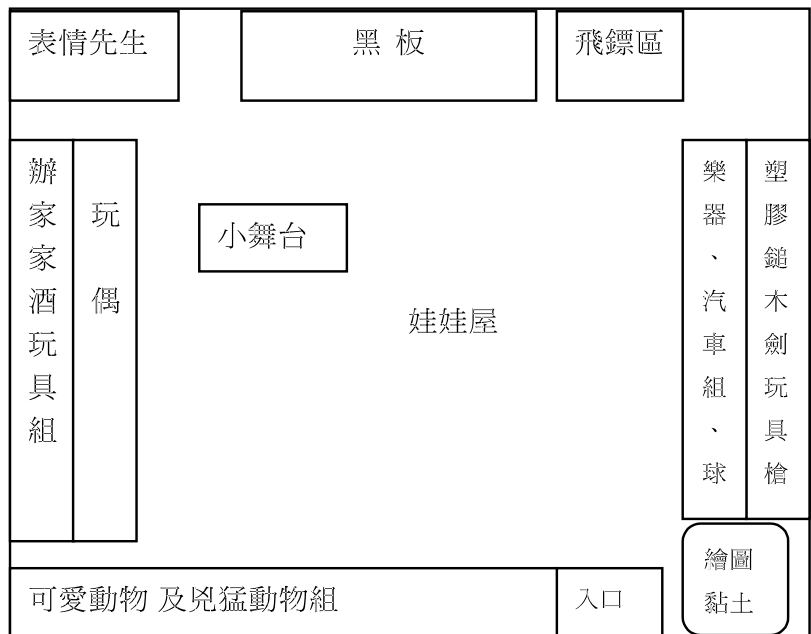 表情先生
黑 板
飛鏢區
辦家家酒玩具組
玩偶
小舞台
娃娃屋
樂器、汽車組、球
塑膠鎚木劍玩具槍
繪圖
黏土
可愛動物 及兇猛動物組
入口